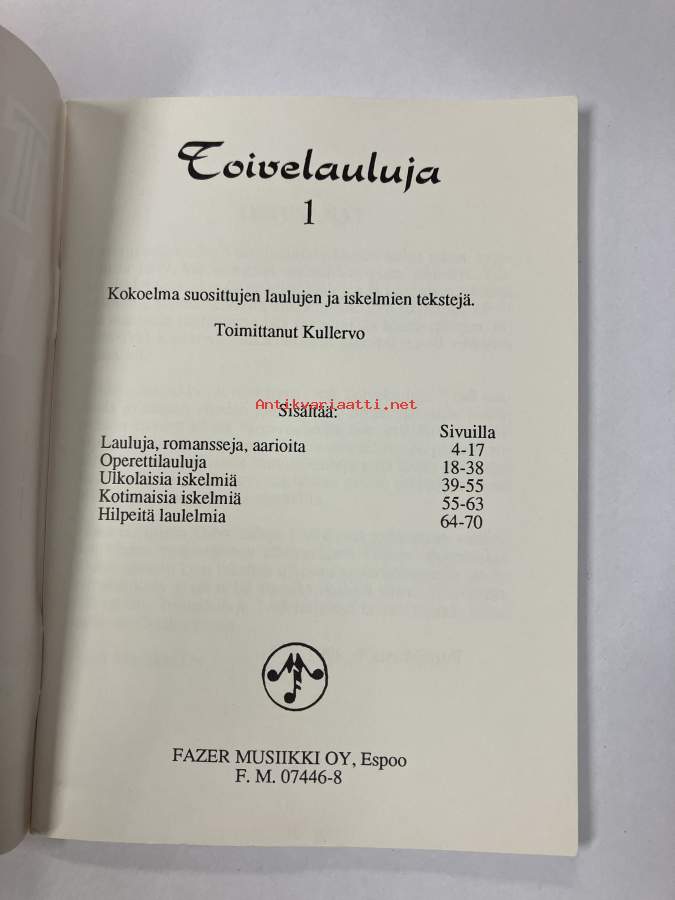 Toivelauluja
1
Kokoelma suosittujen laulujen ja iskelmien tekstejä.
Toimittanut Kullervo
Antikvariaatti.net
Sisältää:
Sivuilla
Lauluja, romansseja, aarioita 4-17
Operettilauluja 18-38
Ulkolaisia iskelmiä 39-55
Kotimaisia iskelmiä 55-63
Hilpeitä laulelmia 64-70
FAZER MUSIIKKI OY, Espoo
F. M. 07446-8